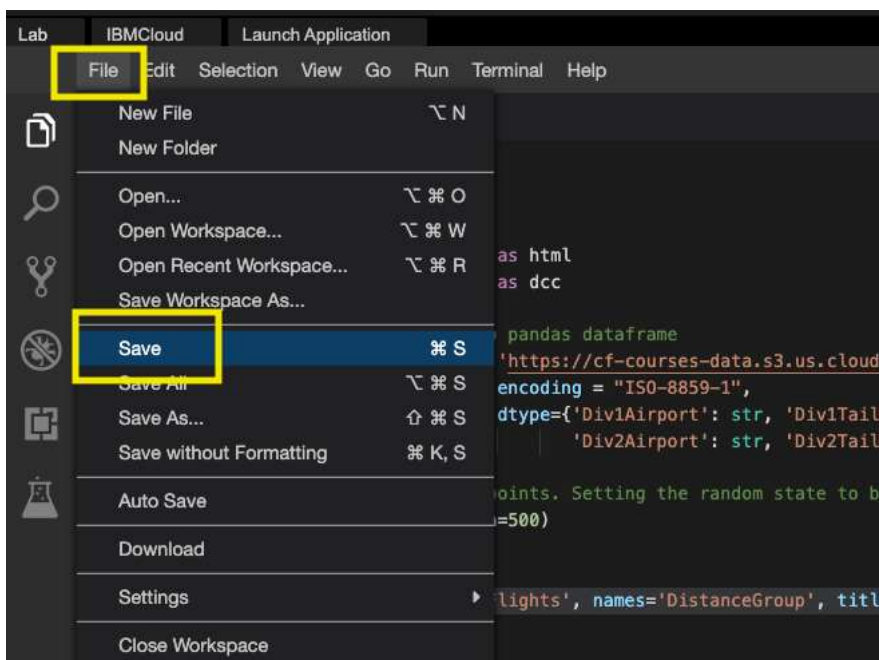 Lab IBMCloud Launch Application
File Edit Selection View Go Run Terminal Help
New File ⌥ N
New Folder
Open... ⌥ ⌘ O
Open Workspace... ⌥ ⌘ W
Open Recent Workspace... ⌥ ⌘ R
as html
as dcc
Save Workspace As...
pandas dataframe
Save ⌘ S
'https://cf-courses-data.s3.us.cloud
Save All ⌥ ⌘ S
encoding = "ISO-8859-1",
Save As... ⇧ ⌘ S
dtype={'Div1Airport': str, 'Div1Tail
'Div2Airport': str, 'Div2Tail
Save without Formatting ⌘ K, S
Auto Save
oints. Setting the random state to b
=500)
Download
Settings
lights', names='DistanceGroup', titl
Close Workspace